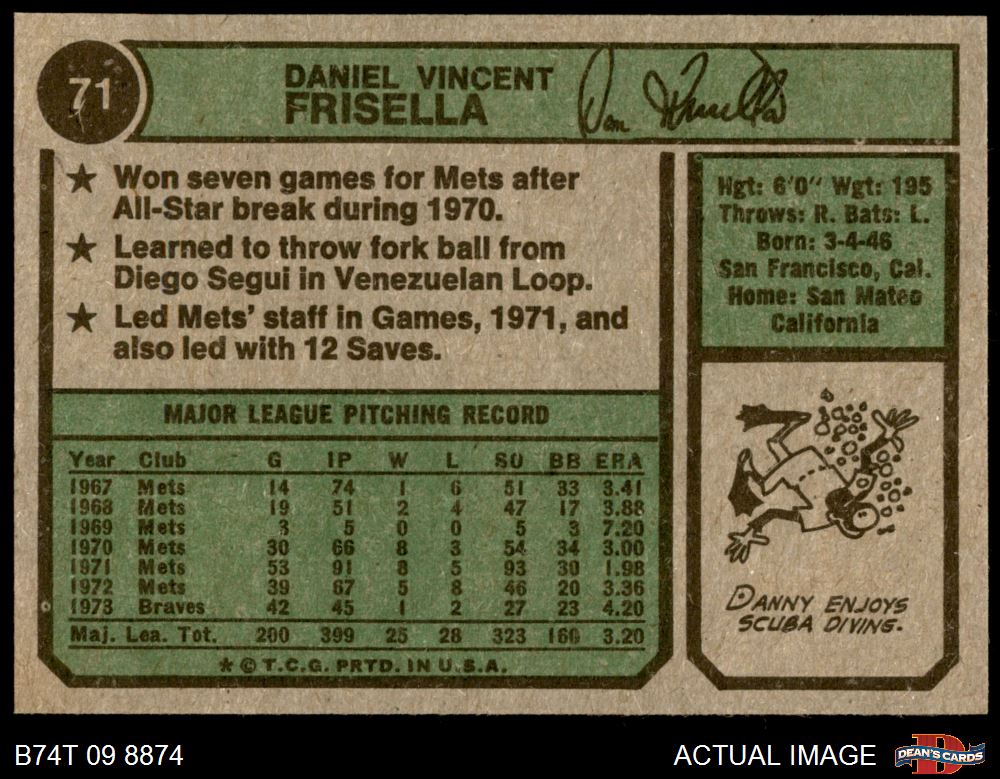 71
DANIEL VINCENT
FRISELLA
Dan Frisella
★ Won seven games for Mets after
All-Star break during 1970.
★ Learned to throw fork ball from
Diego Segui in Venezuelan Loop.
★ Led Mets' staff in Games, 1971, and
also led with 12 Saves.
Hgt: 6'0" Wgt: 195
Throws: R. Bats: L.
Born: 3-4-46
San Francisco, Cal.
Home: San Mateo
California
MAJOR LEAGUE PITCHING RECORD
Year Club G IP W L SO BB ERA
1967 Mets 14 74 1 6 51 33 3.41
1968 Mets 19 51 2 4 47 17 3.88
1969 Mets 3 5 0 0 5 3 7.20
1970 Mets 30 66 8 3 54 34 3.00
1971 Mets 53 91 8 5 93 30 1.98
1972 Mets 39 67 5 8 46 20 3.36
1973 Braves 42 45 1 2 27 23 4.20
Maj. Lea. Tot. 200 399 25 28 323 160 3.20
* © T.C.G. PRTD. IN U.S.A.
DANNY ENJOYS
SCUBA DIVING.
B74T 09 8874
ACTUAL IMAGE
DEAN'S CARDS